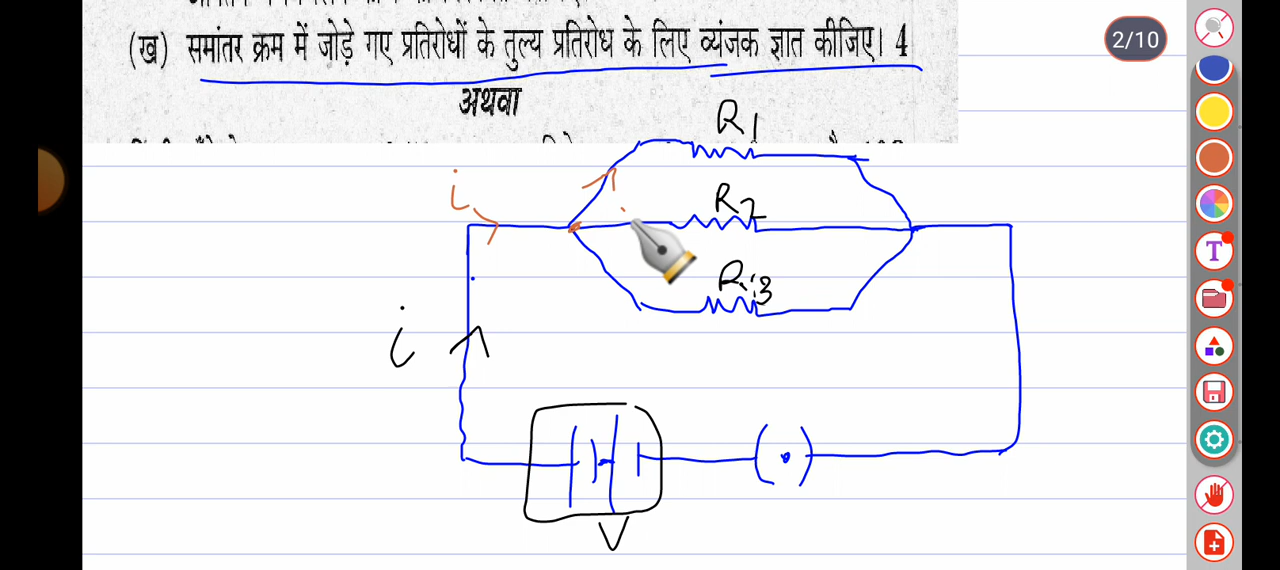 (ख) समांतर क्रम में जोड़े गए प्रतिरोधों के तुल्य प्रतिरोध के लिए व्यंजक ज्ञात कीजिए। 4
अथवा
2/10
R1
i
R2
R3
i
V
T